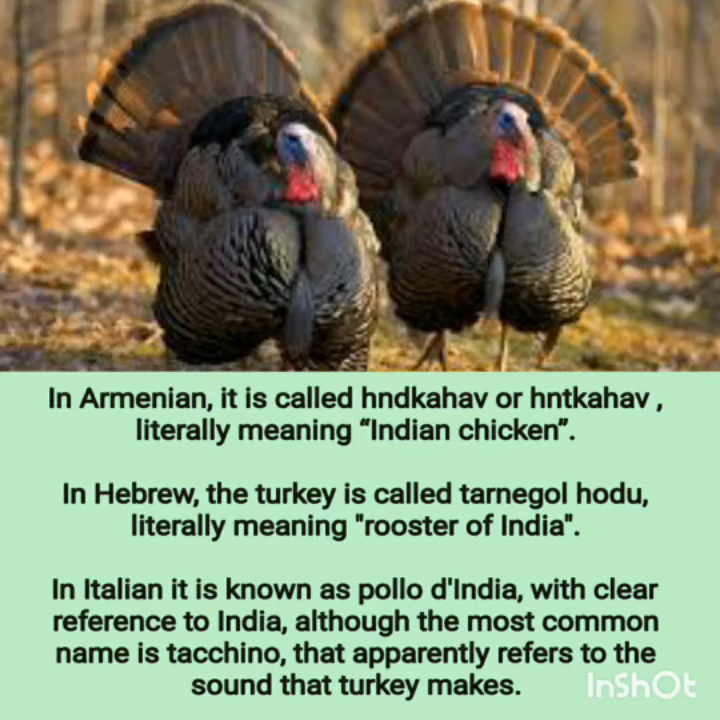 In Armenian, it is called hndkahav or hntkahav ,
literally meaning “Indian chicken”.
In Hebrew, the turkey is called tarnegol hodu,
literally meaning "rooster of India".
In Italian it is known as pollo d'India, with clear
reference to India, although the most common
name is tacchino, that apparently refers to the
sound that turkey makes.
InShOt